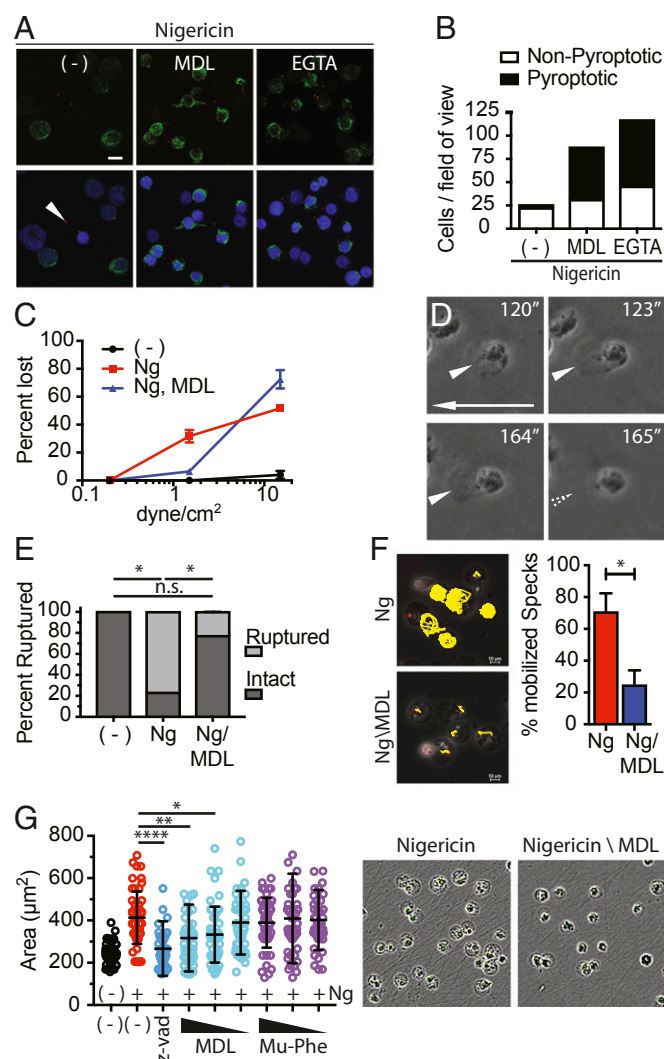 A
Nigericin
(-) MDL EGTA
B
Non-Pyroptotic
Pyroptotic
Cells / field of view
125
100
75
50
25
0
(-) MDL EGTA
Nigericin
C
Percent lost
100
80
60
40
20
0
(-)
Ng
Ng, MDL
0.1 1 10
dyne/cm²
D
120” 123”
164” 165”
E
Percent Ruptured
* *
n.s.
100
80
60
40
20
0
Ruptured
Intact
(-) Ng Ng/
MDL
F
Ng
10 µm
Ng\MDL
10 µm
% mobilized Specks
*
100
80
60
40
20
0
Ng Ng/
MDL
G
Area (µm²)
800
600
400
200
0
*
**
****
(-) + + + + + + + + Ng
(-) (-) z-vad MDL Mu-Phe
Nigericin Nigericin \ MDL